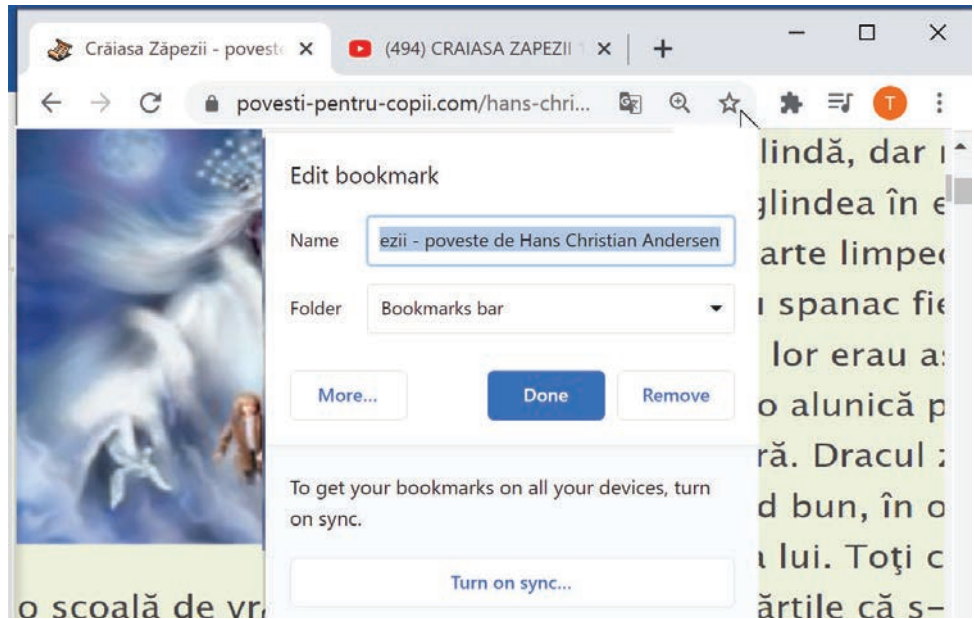 Crăiasa Zăpezii - poveste
(494) CRAIASA ZAPEZII
povesti-pentru-copii.com/hans-chri...
T
Edit bookmark
Name ezii - poveste de Hans Christian Andersen
Folder Bookmarks bar
More... Done Remove
To get your bookmarks on all your devices, turn
on sync.
Turn on sync...
lindă, dar
glindea în e
arte limpe
spanac fie
lor erau a
o alunică p
ră. Dracul
d bun, în o
lui. Toţi c
o şcoală de vr
ărţile că s-